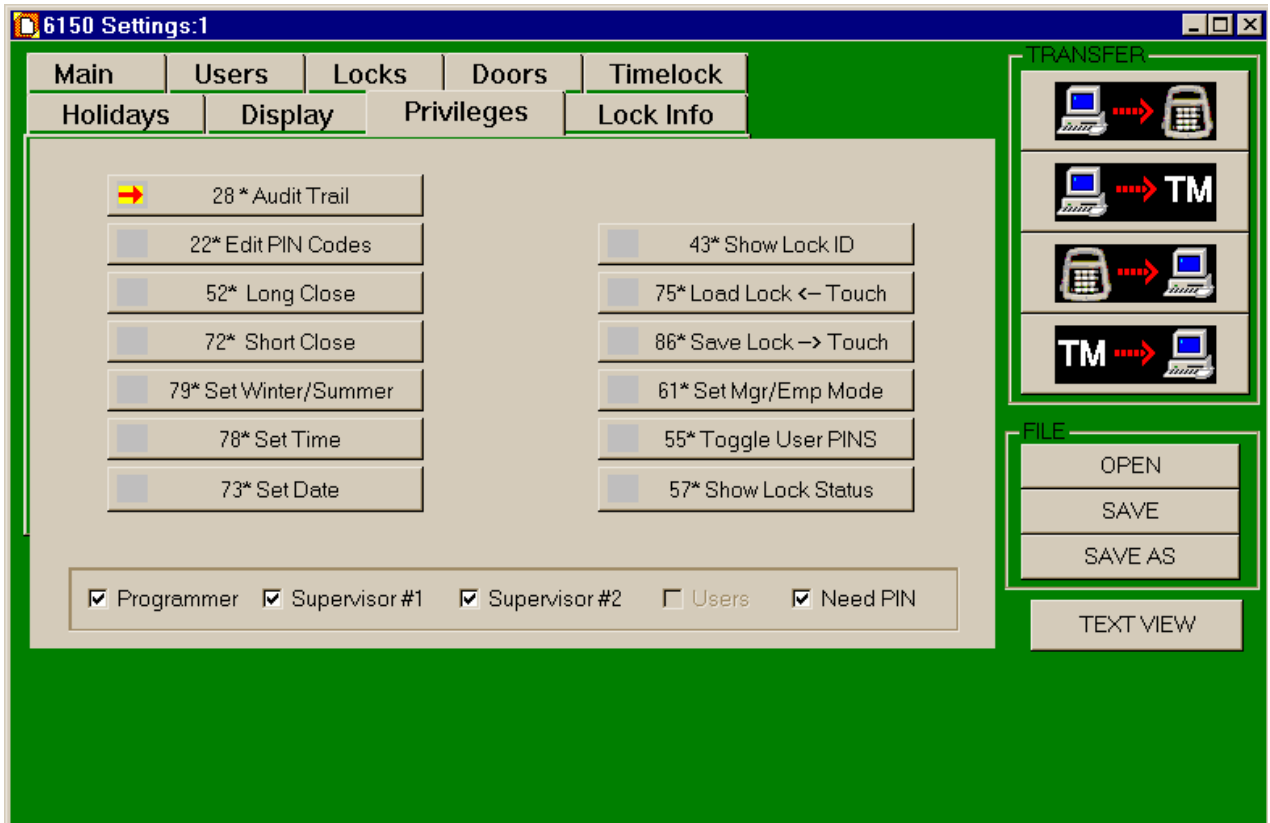 6150 Settings:1
Main Users Locks Doors Timelock
Holidays Display Privileges Lock Info
28 * Audit Trail
22* Edit PIN Codes
52* Long Close
72* Short Close
79* Set Winter/Summer
78* Set Time
73* Set Date
43* Show Lock ID
75* Load Lock <-- Touch
86* Save Lock --> Touch
61* Set Mgr/Emp Mode
55* Toggle User PINS
57* Show Lock Status
Programmer Supervisor #1 Supervisor #2 Users Need PIN
TRANSFER
TM
TM
FILE
OPEN
SAVE
SAVE AS
TEXT VIEW